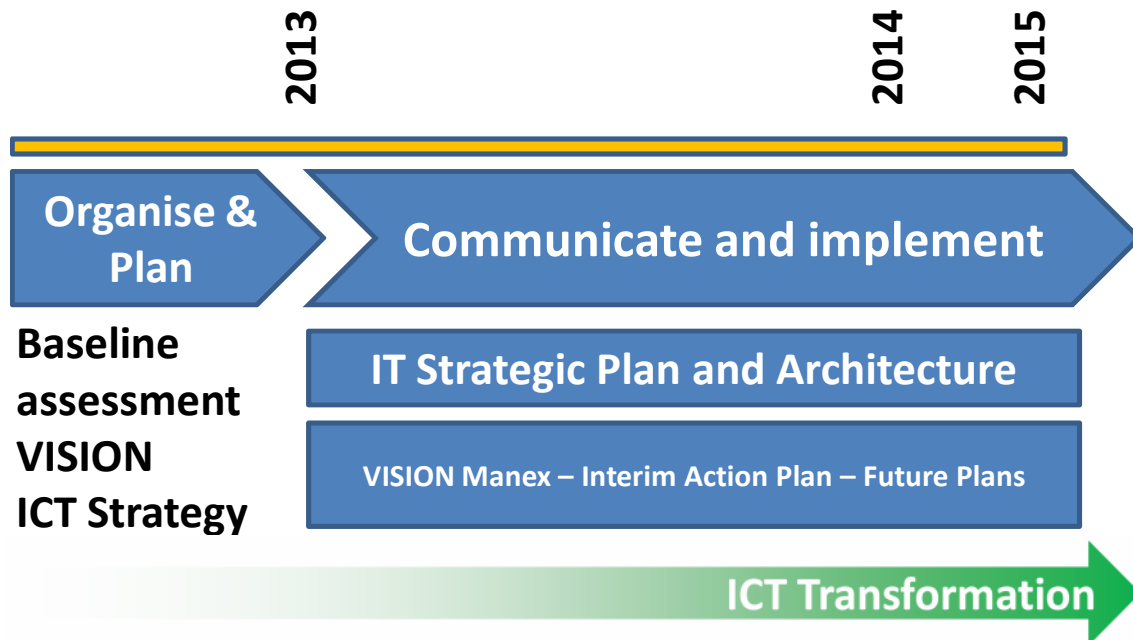 2013
2014
2015
Organise &
Plan
Communicate and implement
Baseline
assessment
VISION
ICT Strategy
IT Strategic Plan and Architecture
VISION Manex – Interim Action Plan – Future Plans
ICT Transformation